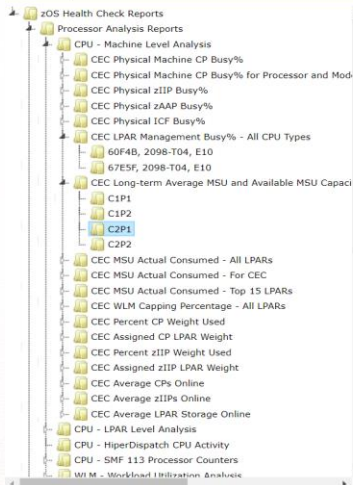 zOS Health Check Reports
Processor Analysis Reports
CPU - Machine Level Analysis
CEC Physical Machine CP Busy%
CEC Physical Machine CP Busy% for Processor and Mod
CEC Physical zIIP Busy%
CEC Physical zAAP Busy%
CEC Physical ICF Busy%
CEC LPAR Management Busy% - All CPU Types
60F4B, 2098-T04, E10
67E5F, 2098-T04, E10
CEC Long-term Average MSU and Available MSU Capaci
C1P1
C1P2
C2P1
C2P2
CEC MSU Actual Consumed - All LPARs
CEC MSU Actual Consumed - For CEC
CEC MSU Actual Consumed - Top 15 LPARs
CEC WLM Capping Percentage - All LPARs
CEC Percent CP Weight Used
CEC Assigned CP LPAR Weight
CEC Percent zIIP Weight Used
CEC Assigned zIIP LPAR Weight
CEC Average CPs Online
CEC Average zIIPs Online
CEC Average LPAR Storage Online
CPU - LPAR Level Analysis
CPU - HiperDispatch CPU Activity
CPU - SMF 113 Processor Counters
WLM - Workload Utilization Analysis